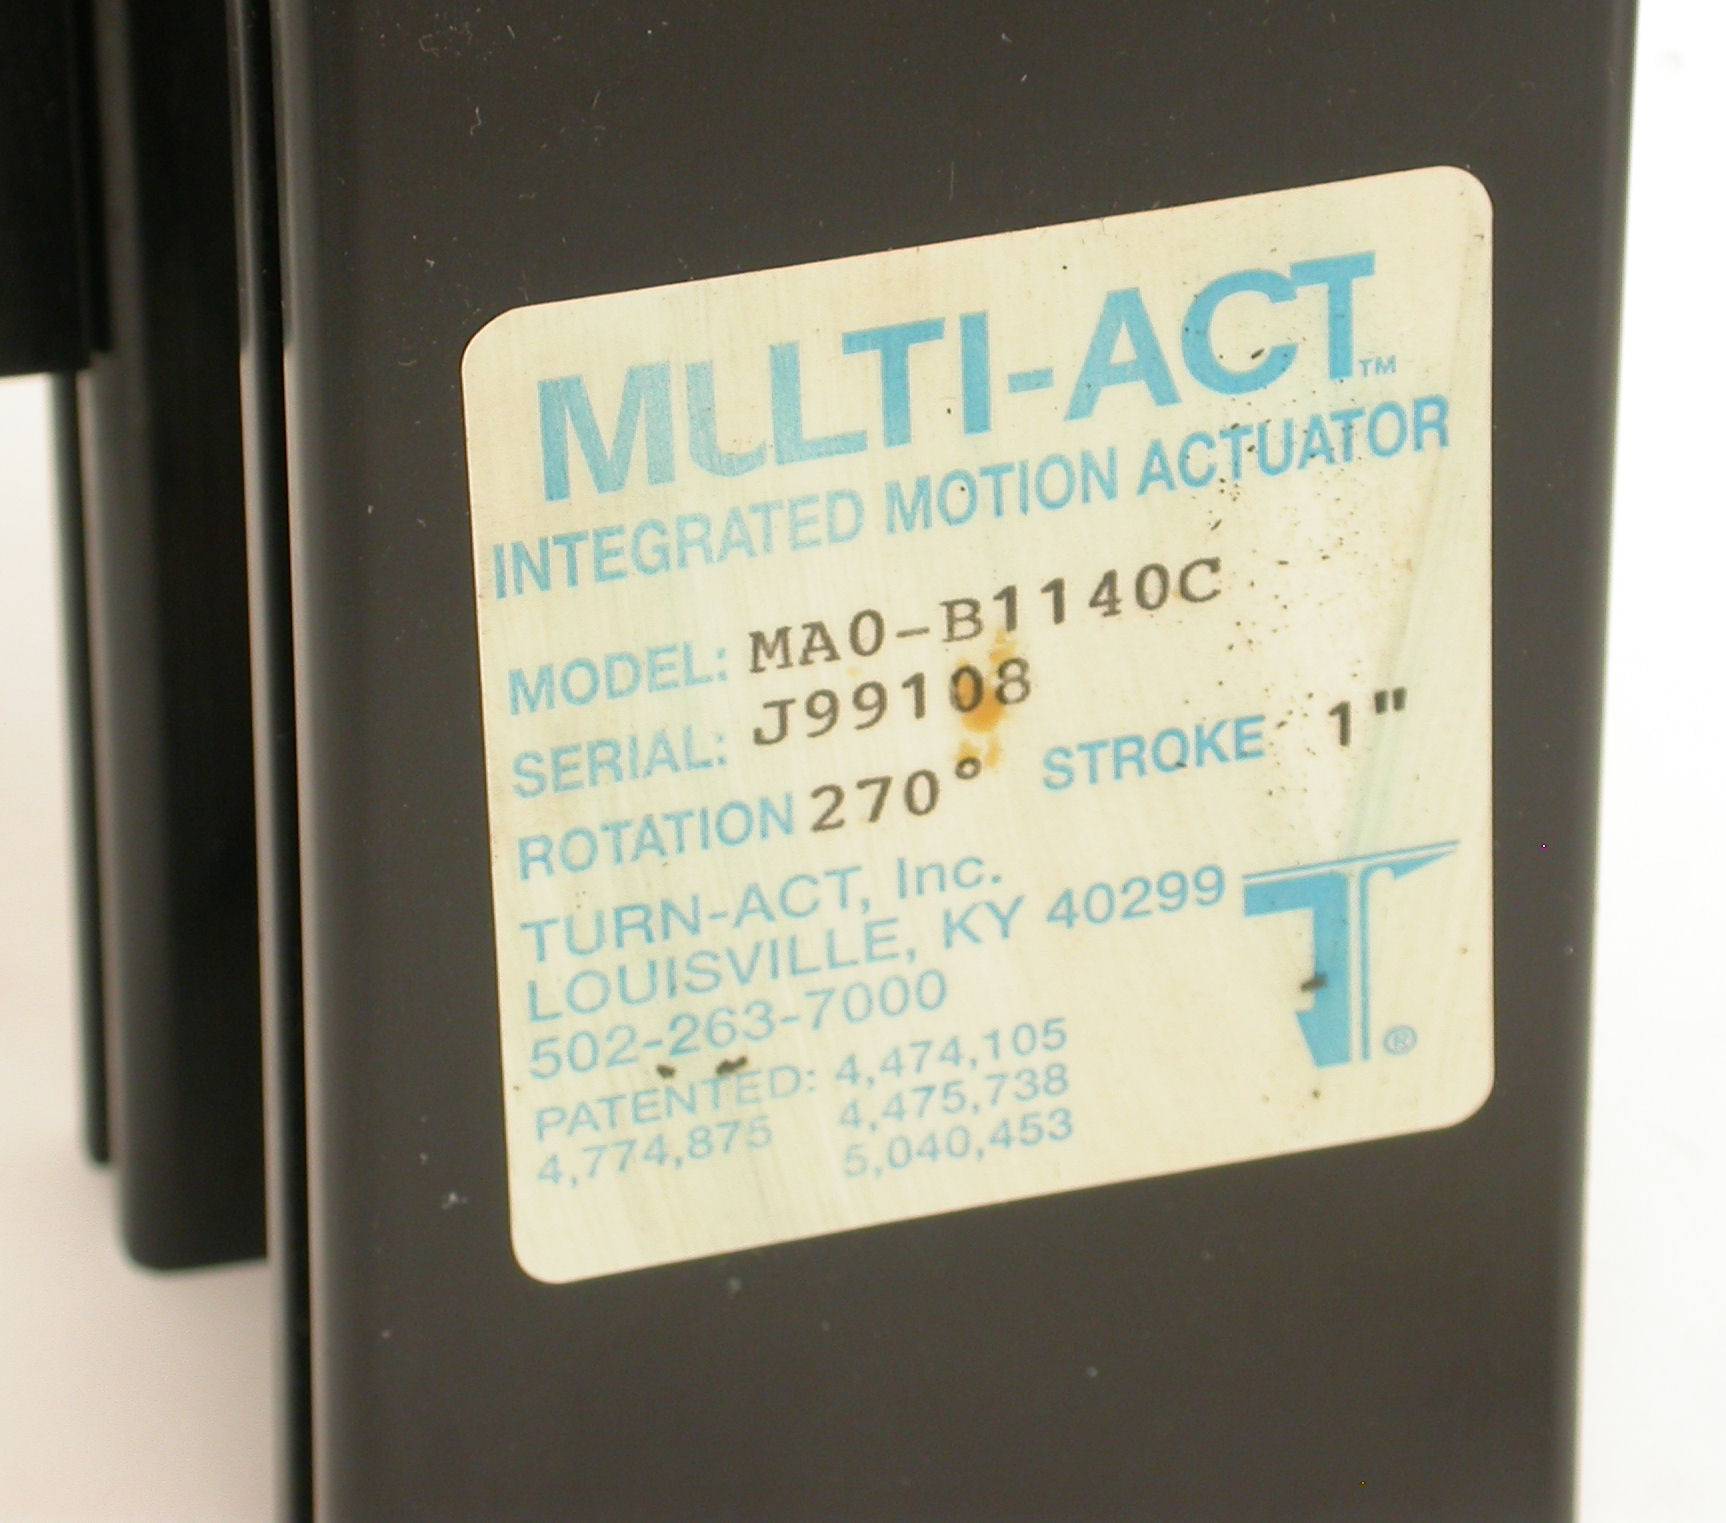 MULTI-ACT™
INTEGRATED MOTION ACTUATOR
MODEL: MA0-B1140C
SERIAL: J99108
ROTATION 270° STROKE 1"
TURN-ACT, Inc.
LOUISVILLE, KY 40299
502-263-7000
PATENTED: 4,474,105
4,475,738
4,774,875 5,040,453
T®